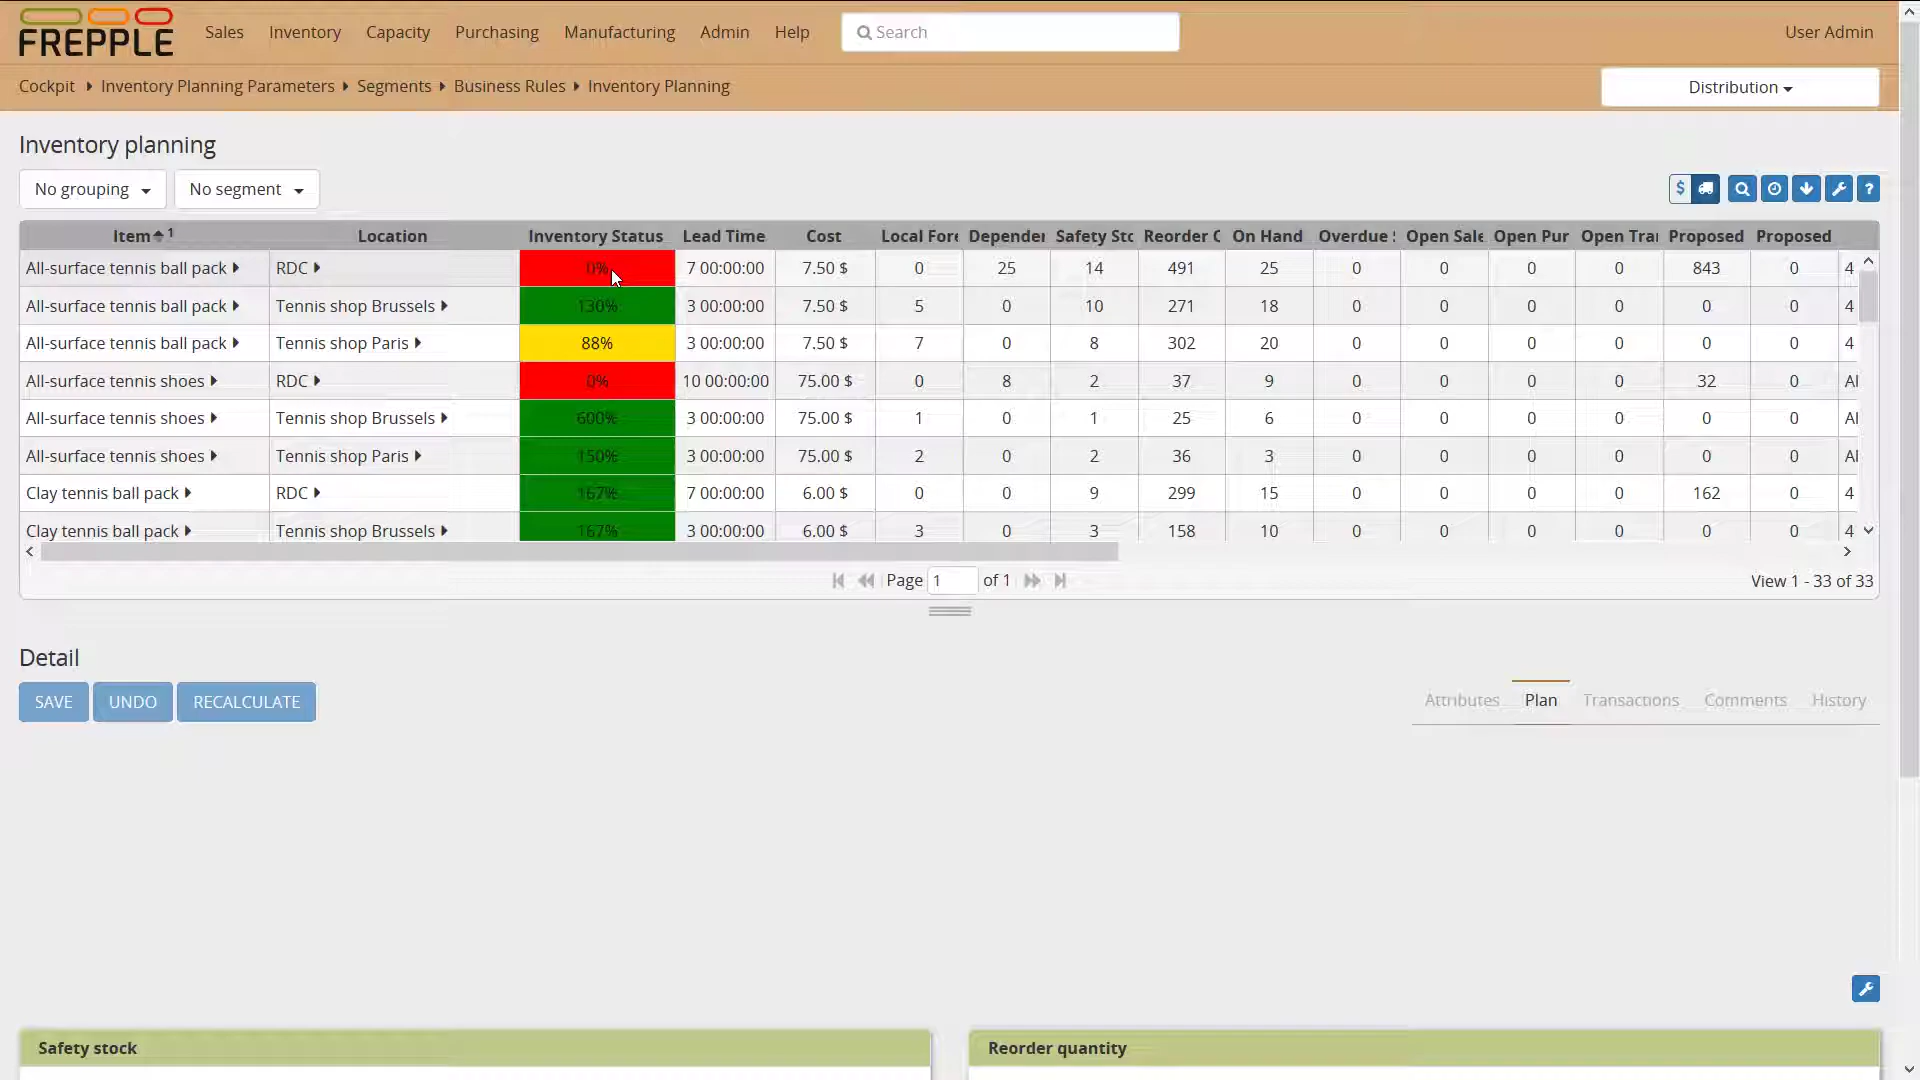 FREPPLE Sales Inventory Capacity Purchasing Manufacturing Admin Help Search User Admin
Cockpit Inventory Planning Parameters Segments Business Rules Inventory Planning Distribution
Inventory planning
No grouping No segment $ ?
Item 1 Location Inventory Status Lead Time Cost Local Fore Depender Safety Stc Reorder Q On Hand Overdue Open Sale Open Pur Open Tra Proposed Proposed
All-surface tennis ball pack RDC 0% 7 00:00:00 7.50 $ 0 25 14 491 25 0 0 0 0 843 0 4
All-surface tennis ball pack Tennis shop Brussels 130% 3 00:00:00 7.50 $ 5 0 10 271 18 0 0 0 0 0 0 4
All-surface tennis ball pack Tennis shop Paris 88% 3 00:00:00 7.50 $ 7 0 8 302 20 0 0 0 0 0 0 4
All-surface tennis shoes RDC 0% 10 00:00:00 75.00 $ 0 8 2 37 9 0 0 0 0 32 0 Al
All-surface tennis shoes Tennis shop Brussels 600% 3 00:00:00 75.00 $ 1 0 1 25 6 0 0 0 0 0 0 Al
All-surface tennis shoes Tennis shop Paris 150% 3 00:00:00 75.00 $ 2 0 2 36 3 0 0 0 0 0 0 Al
Clay tennis ball pack RDC 167% 7 00:00:00 6.00 $ 0 0 9 299 15 0 0 0 0 162 0 4
Clay tennis ball pack Tennis shop Brussels 167% 3 00:00:00 6.00 $ 3 0 3 158 10 0 0 0 0 0 0 4
Page 1 of 1 View 1 - 33 of 33
Detail
SAVE UNDO RECALCULATE Attributes Plan Transactions Comments History
Safety stock Reorder quantity